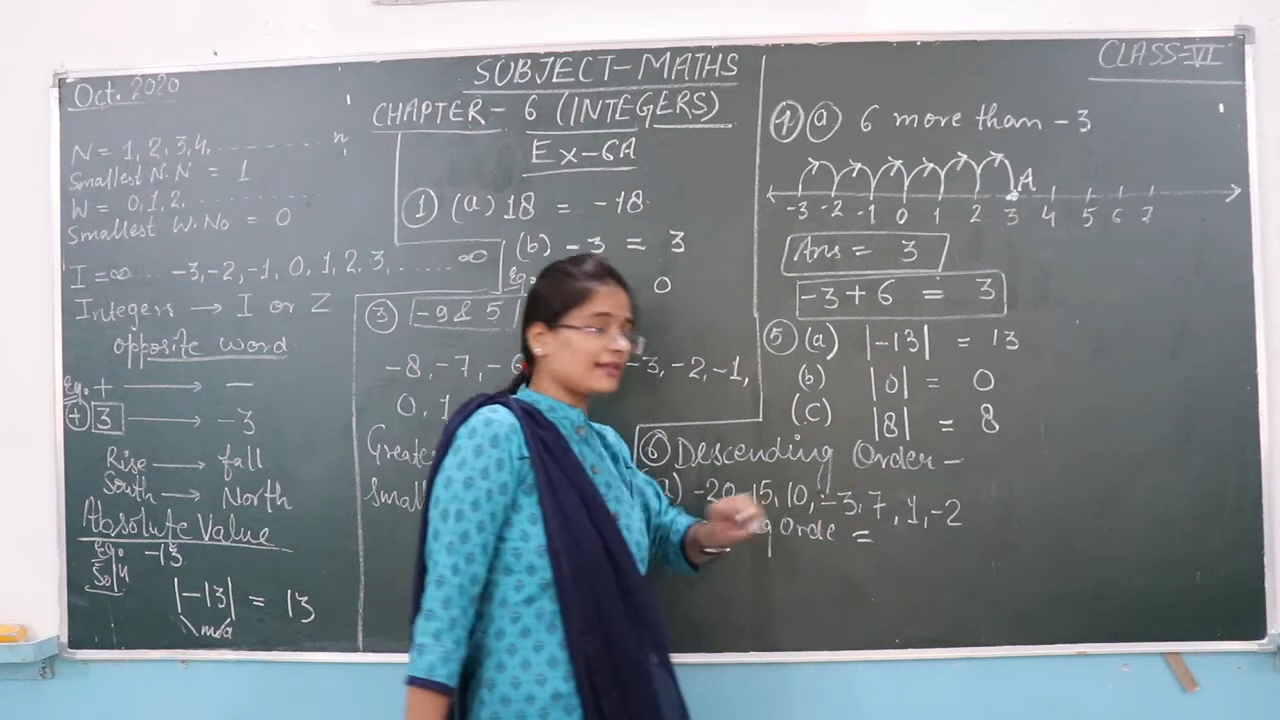 Oct. 2020
SUBJECT-MATHS
CLASS-VI
CHAPTER- 6 (INTEGERS)
Ex-6A
N = 1, 2, 3, 4, ............ n
Smallest N.N = 1
W = 0, 1, 2, ............
Smallest W.No = 0
I = ∞ .... -3, -2, -1, 0, 1, 2, 3, ...... ∞
Integers → I or Z
opposite word
Eg. + → -
(+) 3 → -3
Rise → fall
South → North
Absolute Value
Eg. -13
Soln
|-13| = 13
mod
① (a) 18 = -18
(b) -3 = 3
Eg. 0
③ -9 & 5
-8, -7, -6 -3, -2, -1,
0, 1
④ ⓐ 6 more than -3
A
-3 -2 -1 0 1 2 3 4 5 6 7
Ans = 3
-3 + 6 = 3
⑤ (a) |-13| = 13
(b) |0| = 0
(c) |8| = 8
⑥ Descending Order-
a) -20, 15, 10, -3, 7, 1, -2
Orde =